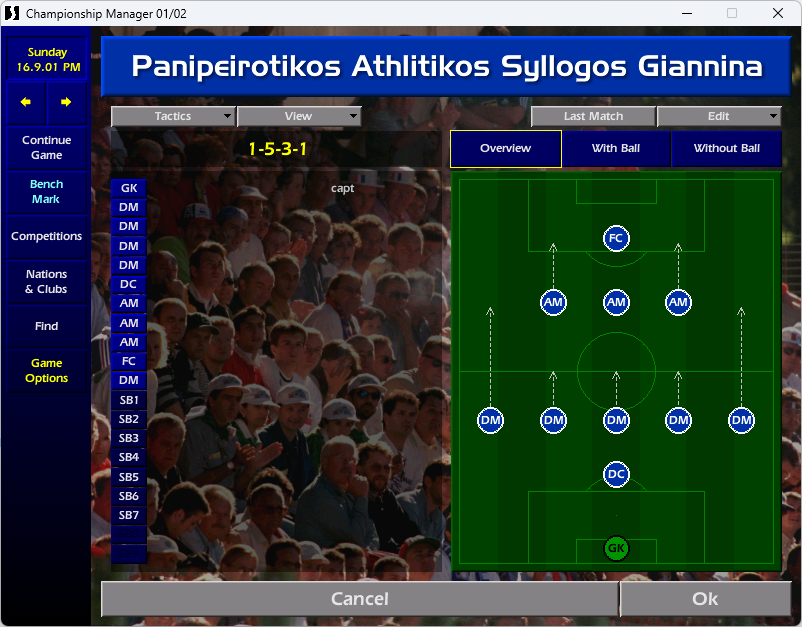 Championship Manager 01/02
Sunday
16.9.01 PM
Continue
Game
Bench
Mark
Competitions
Nations
& Clubs
Find
Game
Options
Panipeirotikos Athlitikos Syllogos Giannina
Tactics
View
Last Match
Edit
1-5-3-1
Overview
With Ball
Without Ball
GK capt
DM
DM
DM
DM
DC
AM
AM
AM
FC
DM
SB1
SB2
SB3
SB4
SB5
SB6
SB7
FC
AM AM AM
DM DM DM DM DM
DC
GK
Cancel
Ok